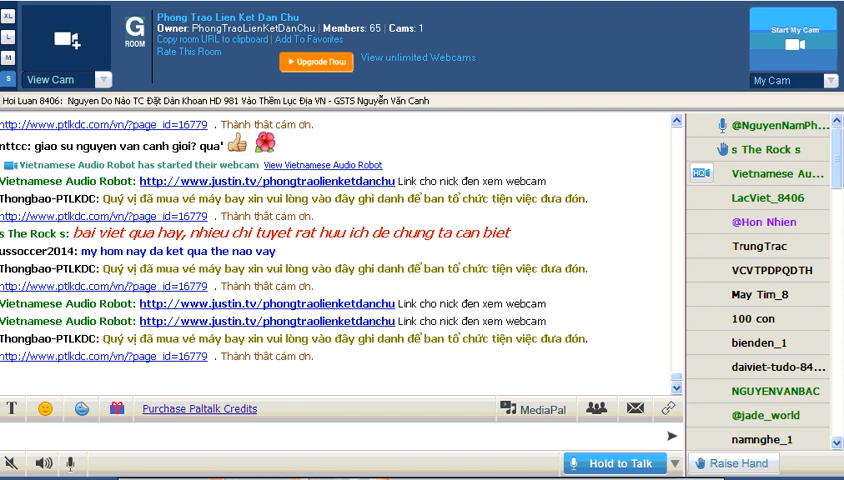 XL
L
M
S
View Cam
G
ROOM
Phong Trao Lien Ket Dan Chu
Owner: PhongTraoLienKetDanChu | Members: 65 | Cams: 1
Copy room URL to clipboard | Add To Favorites
Rate This Room
Upgrade Now
View unlimited Webcams
Start My Cam
My Cam
Hoi Luan 8406: Nguyen Do Nào TC Đặt Dàn Khoan HD 981 Vào Thềm Lục Địa VN - GSTS Nguyễn Văn Canh
http://www.ptlkdc.com/vn/?page_id=16779 . Thành thât cám ơn.
nttcc: giao su nguyen van canh gioi? qua'
Vietnamese Audio Robot has started their webcam View Vietnamese Audio Robot
Vietnamese Audio Robot: http://www.justin.tv/phongtraolienketdanchu Link cho nick đen xem webcam
Thongbao-PTLKDC: Quý vị đã mua vé máy bay xin vui lòng vào đây ghi danh để ban tổ chức tiện việc đưa đón.
http://www.ptlkdc.com/vn/?page_id=16779 . Thành thât cám ơn.
s The Rock s: bai viet qua hay, nhieu chi tuyet rat huu ich de chung ta can biet
ussoccer2014: my hom nay da ket qua the nao vay
Thongbao-PTLKDC: Quý vị đã mua vé máy bay xin vui lòng vào đây ghi danh để ban tổ chức tiện việc đưa đón.
http://www.ptlkdc.com/vn/?page_id=16779 . Thành thât cám ơn.
Vietnamese Audio Robot: http://www.justin.tv/phongtraolienketdanchu Link cho nick đen xem webcam
Vietnamese Audio Robot: http://www.justin.tv/phongtraolienketdanchu Link cho nick đen xem webcam
Thongbao-PTLKDC: Quý vị đã mua vé máy bay xin vui lòng vào đây ghi danh để ban tổ chức tiện việc đưa đón.
http://www.ptlkdc.com/vn/?page_id=16779 . Thành thât cám ơn.
T
Purchase Paltalk Credits
MediaPal
Hold to Talk
@NguyenNamPh...
s The Rock s
HQ
Vietnamese Au...
LacViet_8406
@Hon Nhien
TrungTrac
VCVTPDPQDTH
May Tim_8
100 con
bienden_1
daiviet-tudo-84...
NGUYENVANBAC
@jade_world
namnghe_1
Raise Hand